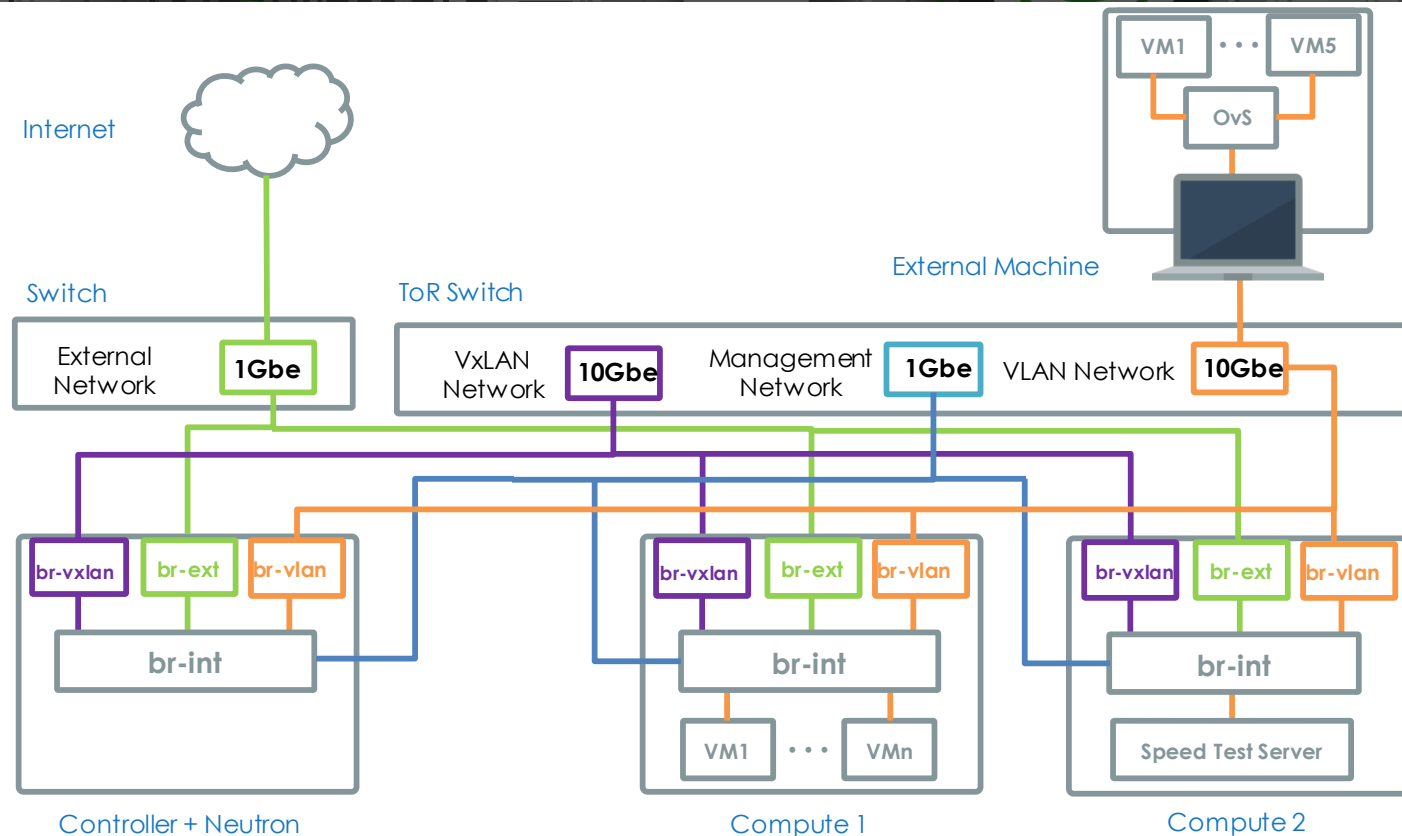 VM1 ··· VM5
OvS
Internet
External Machine
Switch
ToR Switch
External
Network
1Gbe
VxLAN
Network
10Gbe
Management
Network
1Gbe
VLAN Network
10Gbe
br-vxlan
br-ext
br-vlan
br-int
br-vxlan
br-ext
br-vlan
br-int
VM1 ··· VMn
br-vxlan
br-ext
br-vlan
br-int
Speed Test Server
Controller + Neutron
Compute 1
Compute 2